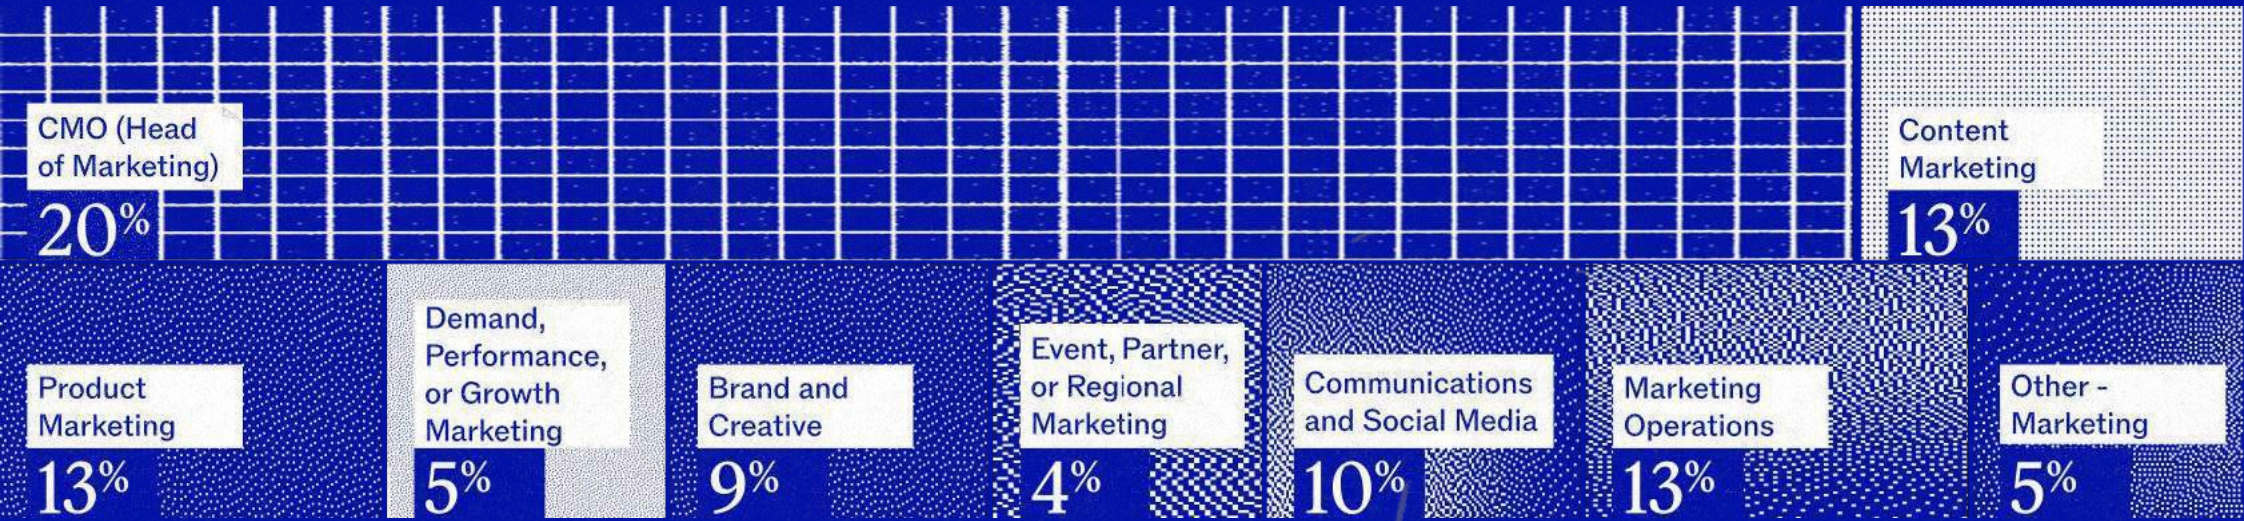 CMO (Head
of Marketing)
20%
Content
Marketing
13%
Product
Marketing
13%
Demand,
Performance,
or Growth
Marketing
5%
Brand and
Creative
9%
Event, Partner,
or Regional
Marketing
4%
Communications
and Social Media
10%
Marketing
Operations
13%
Other -
Marketing
5%